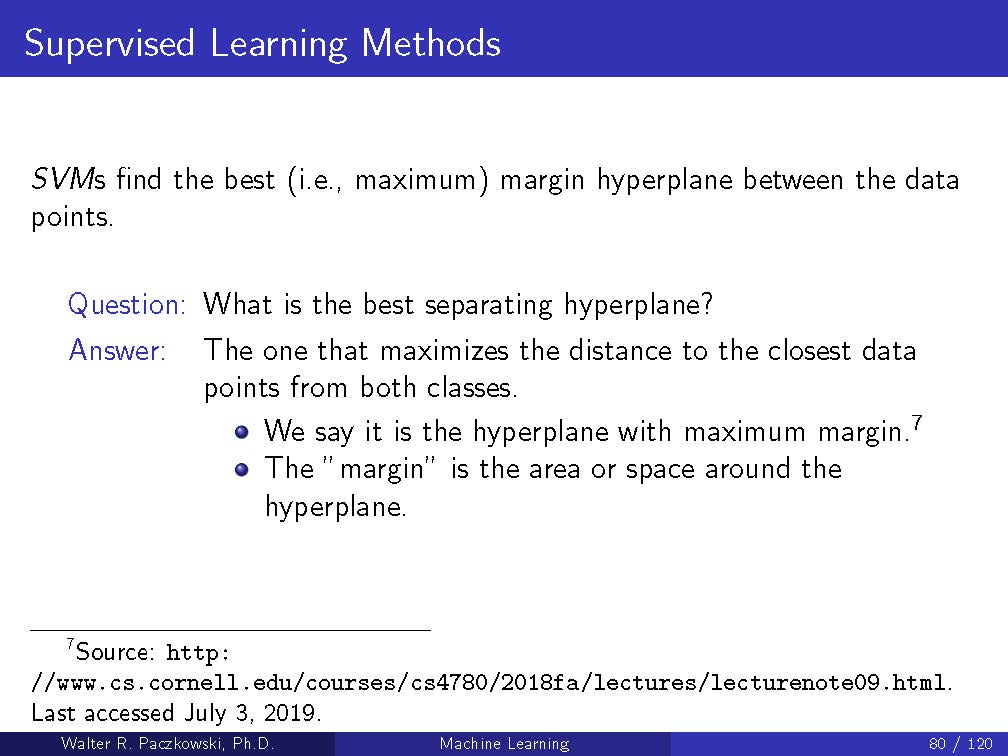 Supervised Learning Methods
SVMs find the best (i.e., maximum) margin hyperplane between the data
points.
Question: What is the best separating hyperplane?
Answer: The one that maximizes the distance to the closest data
points from both classes.
• We say it is the hyperplane with maximum margin.⁷
• The ”margin” is the area or space around the
hyperplane.
⁷Source: http:
//www.cs.cornell.edu/courses/cs4780/2018fa/lectures/lecturenote09.html.
Last accessed July 3, 2019.
Walter R. Paczkowski, Ph.D. Machine Learning 80 / 120